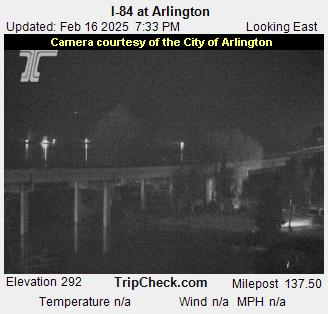 I-84 at Arlington
Updated: Feb 16 2025 7:33 PM Looking East
Camera courtesy of the City of Arlington
Elevation 292 TripCheck.com Milepost 137.50
Temperature n/a Wind n/a MPH n/a